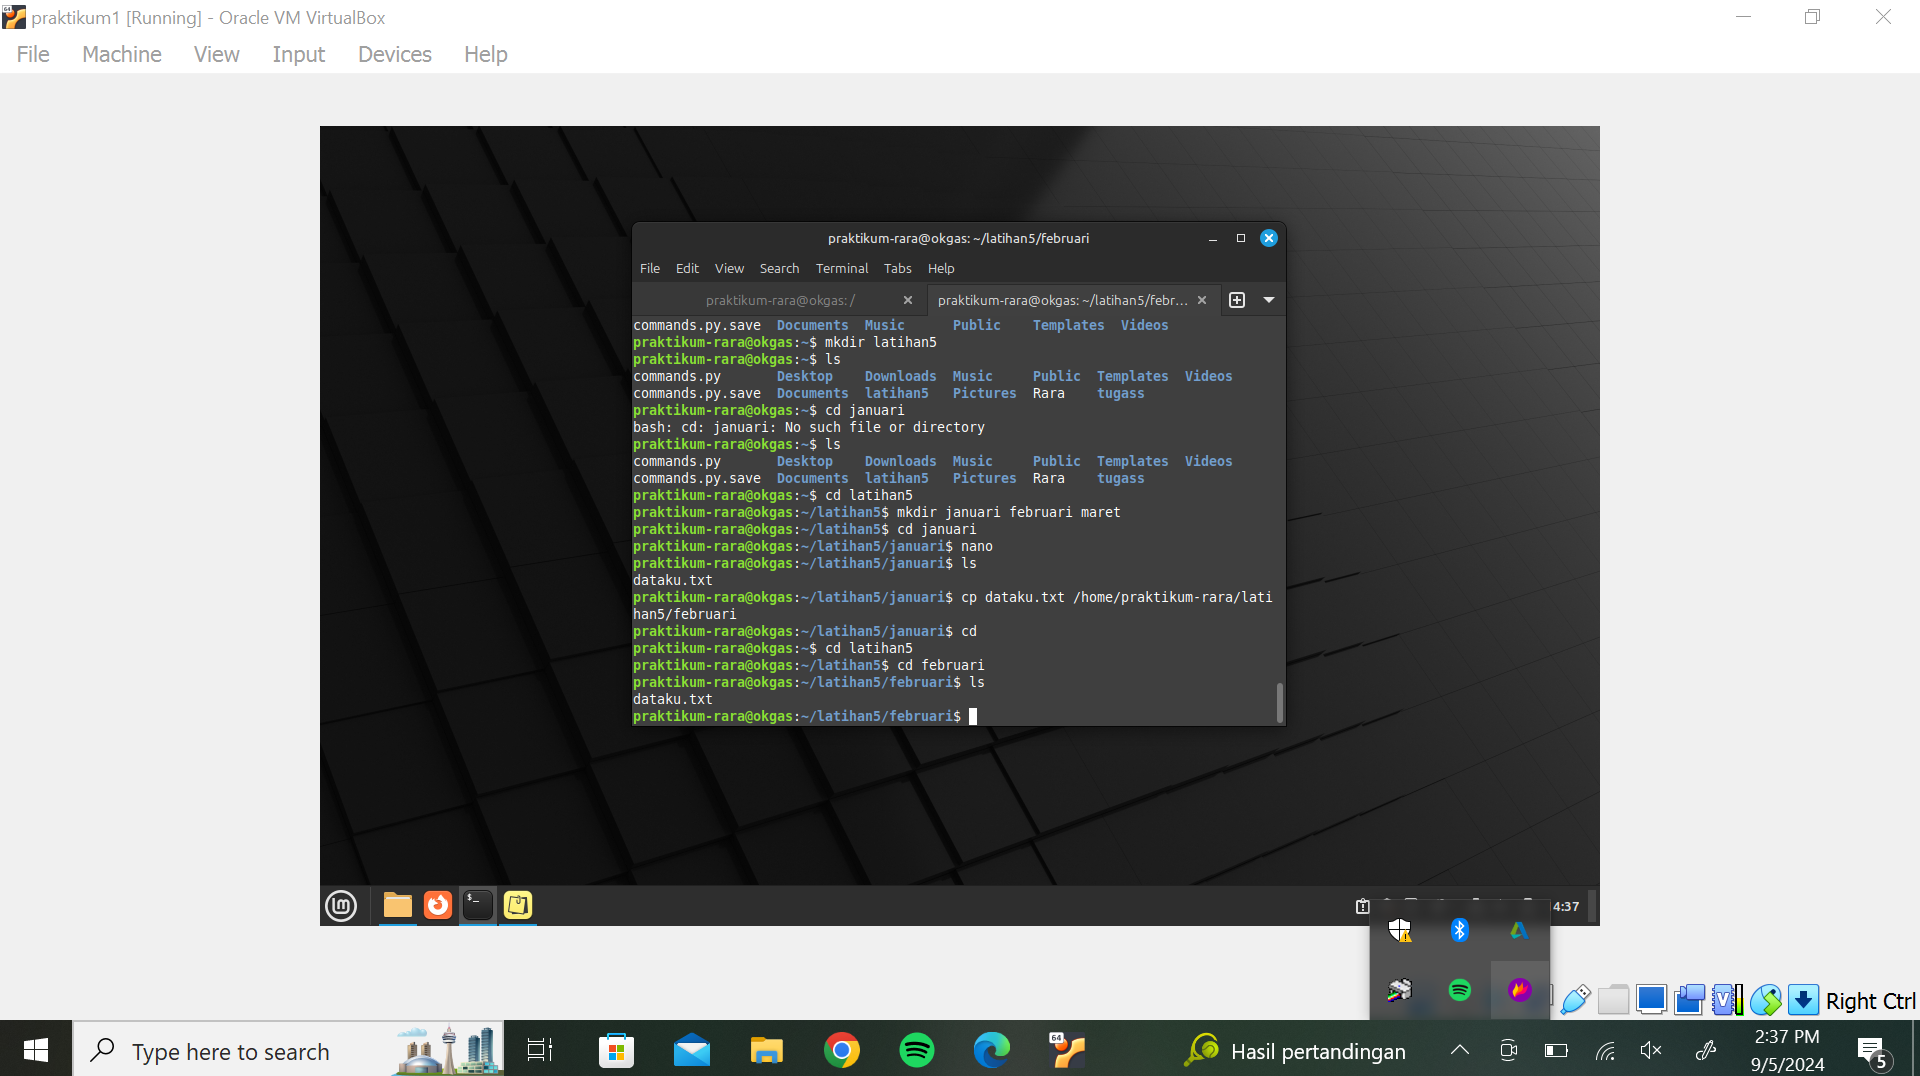 praktikum1 [Running] - Oracle VM VirtualBox
File Machine View Input Devices Help
praktikum-rara@okgas: ~/latihan5/februari
File Edit View Search Terminal Tabs Help
praktikum-rara@okgas: /
praktikum-rara@okgas: ~/latihan5/febr...
commands.py.save Documents Music Public Templates Videos
praktikum-rara@okgas:~$ mkdir latihan5
praktikum-rara@okgas:~$ ls
commands.py Desktop Downloads Music Public Templates Videos
commands.py.save Documents latihan5 Pictures Rara tugass
praktikum-rara@okgas:~$ cd januari
bash: cd: januari: No such file or directory
praktikum-rara@okgas:~$ ls
commands.py Desktop Downloads Music Public Templates Videos
commands.py.save Documents latihan5 Pictures Rara tugass
praktikum-rara@okgas:~$ cd latihan5
praktikum-rara@okgas:~/latihan5$ mkdir januari februari maret
praktikum-rara@okgas:~/latihan5$ cd januari
praktikum-rara@okgas:~/latihan5/januari$ nano
praktikum-rara@okgas:~/latihan5/januari$ ls
dataku.txt
praktikum-rara@okgas:~/latihan5/januari$ cp dataku.txt /home/praktikum-rara/lati
han5/februari
praktikum-rara@okgas:~/latihan5/januari$ cd
praktikum-rara@okgas:~$ cd latihan5
praktikum-rara@okgas:~/latihan5$ cd februari
praktikum-rara@okgas:~/latihan5/februari$ ls
dataku.txt
praktikum-rara@okgas:~/latihan5/februari$
4:37
Right Ctrl
Type here to search
64
Hasil pertandingan
2:37 PM
9/5/2024
5